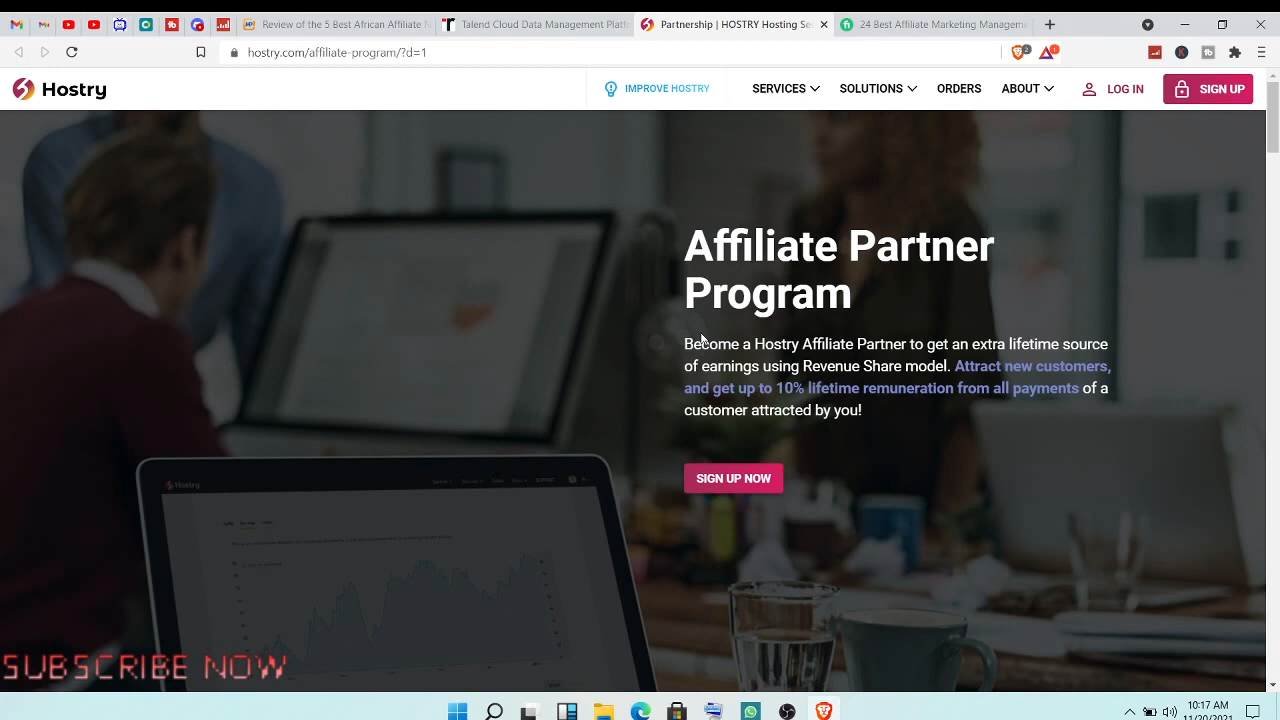 Review of the 5 Best African Affiliate N
Talend Cloud Data Management Platf
Partnership | HOSTRY Hosting Se
24 Best Affiliate Marketing Manageme
hostry.com/affiliate-program/?d=1
2
1
Hostry
IMPROVE HOSTRY
SERVICES
SOLUTIONS
ORDERS
ABOUT
LOG IN
SIGN UP
Affiliate Partner
Program
Become a Hostry Affiliate Partner to get an extra lifetime source
of earnings using Revenue Share model. Attract new customers,
and get up to 10% lifetime remuneration from all payments of a
customer attracted by you!
SIGN UP NOW
Hostry
SUBSCRIBE NOW
10:17 AM